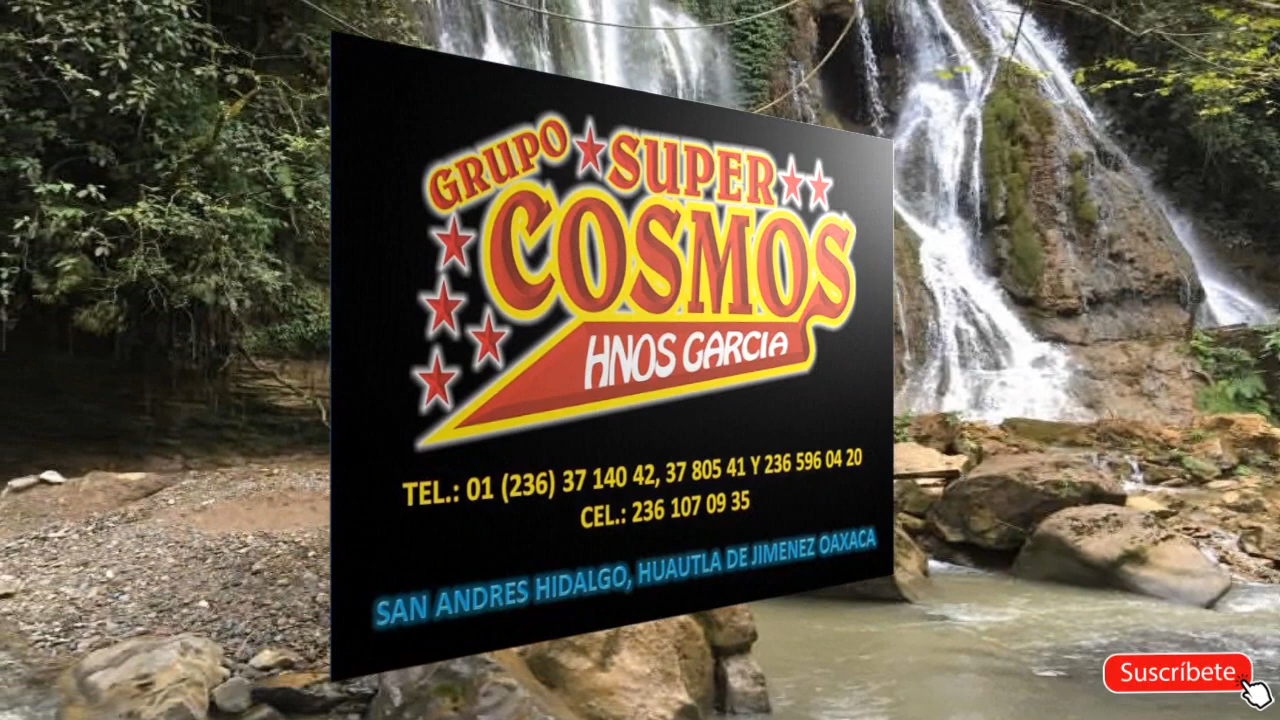 GRUPO SUPER
COSMOS
HNOS GARCIA
TEL.: 01 (236) 37 140 42, 37 805 41 Y 236 596 04 20
CEL.: 236 107 09 35
SAN ANDRES HIDALGO, HUAUTLA DE JIMENEZ OAXACA
Suscríbete